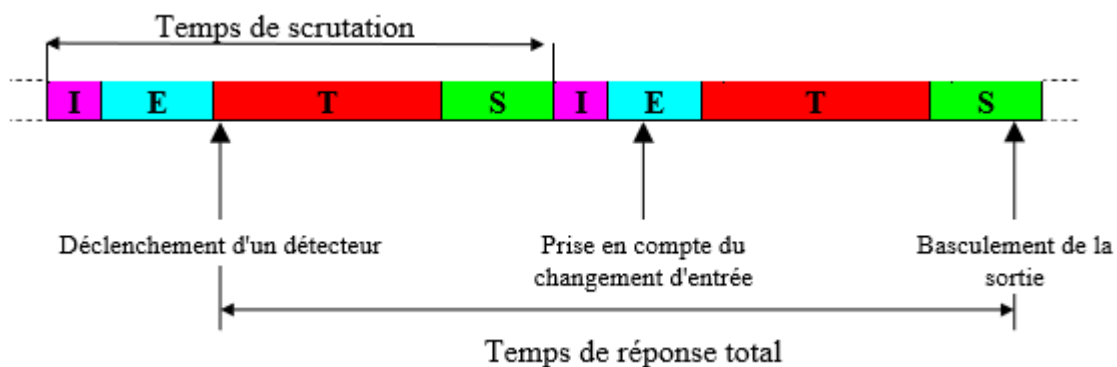 Temps de scrutation
I E T S I E T S
Déclenchement d'un détecteur
Prise en compte du
changement d'entrée
Basculement de la
sortie
Temps de réponse total